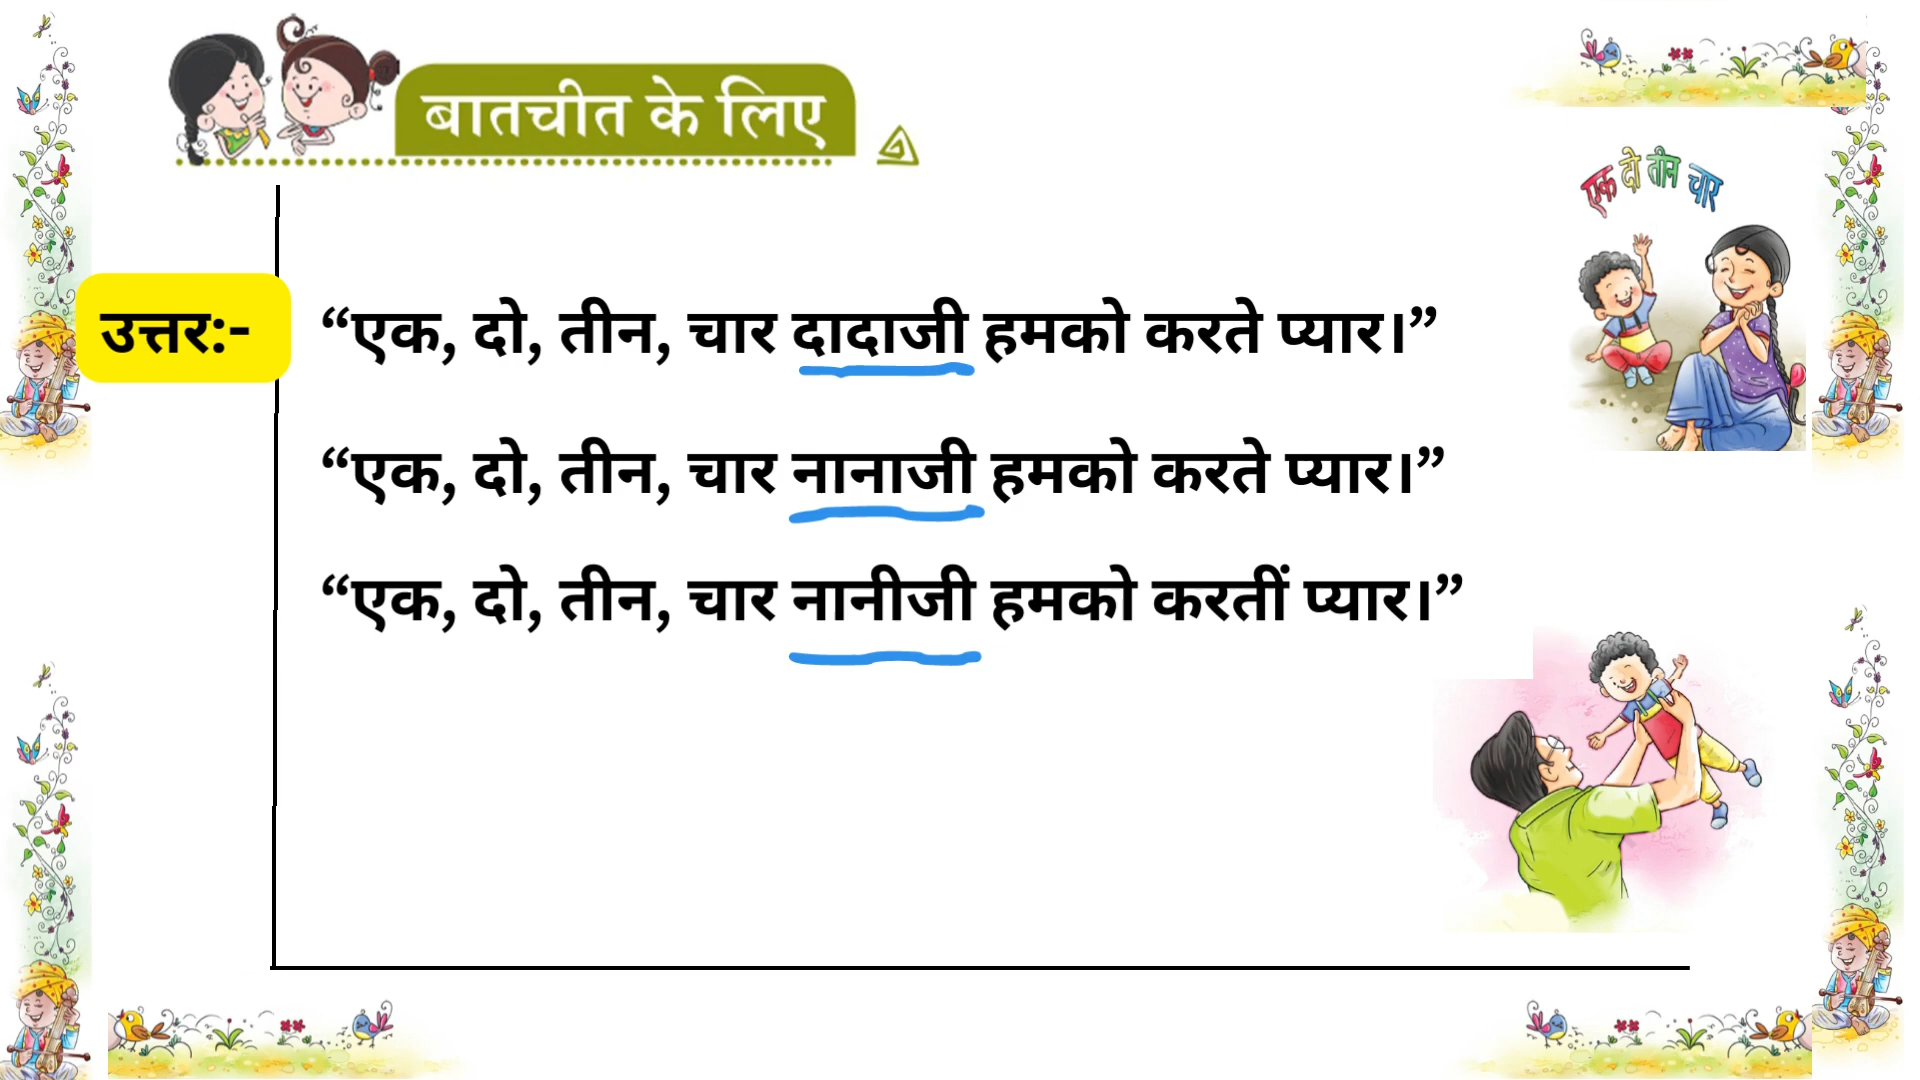 बातचीत के लिए
एक दो तीन चार
उत्तर:- “एक, दो, तीन, चार दादाजी हमको करते प्यार।”
“एक, दो, तीन, चार नानाजी हमको करते प्यार।”
“एक, दो, तीन, चार नानीजी हमको करतीं प्यार।”